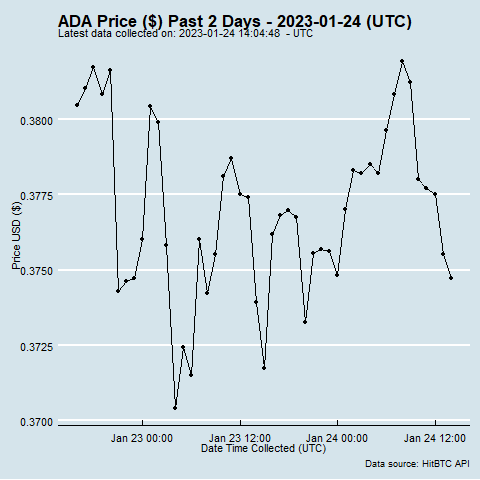 ADA Price ($) Past 2 Days - 2023-01-24 (UTC)
Latest data collected on: 2023-01-24 14:04:48 - UTC
Price USD ($)
0.3800
0.3775
0.3750
0.3725
0.3700
Jan 23 00:00 Jan 23 12:00 Jan 24 00:00 Jan 24 12:00
Date Time Collected (UTC)
Data source: HitBTC API